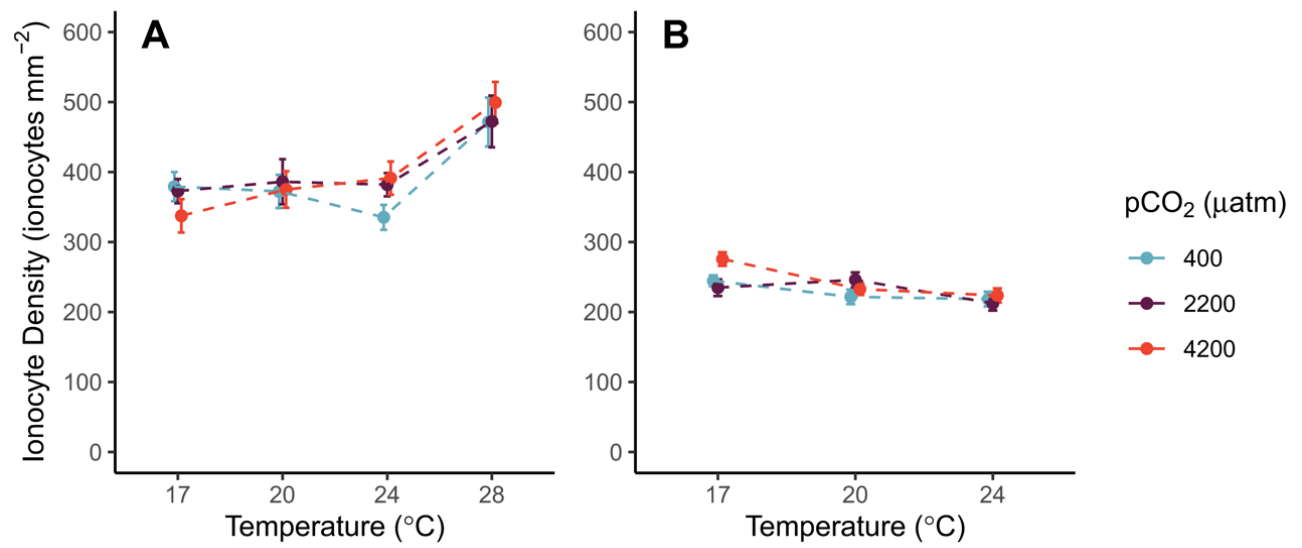 A
B
Ionocyte Density (ionocytes mm⁻²)
600
500
400
300
200
100
0
17 20 24 28
Temperature (°C)
600
500
400
300
200
100
0
17 20 24
Temperature (°C)
pCO₂ (μatm)
400
2200
4200